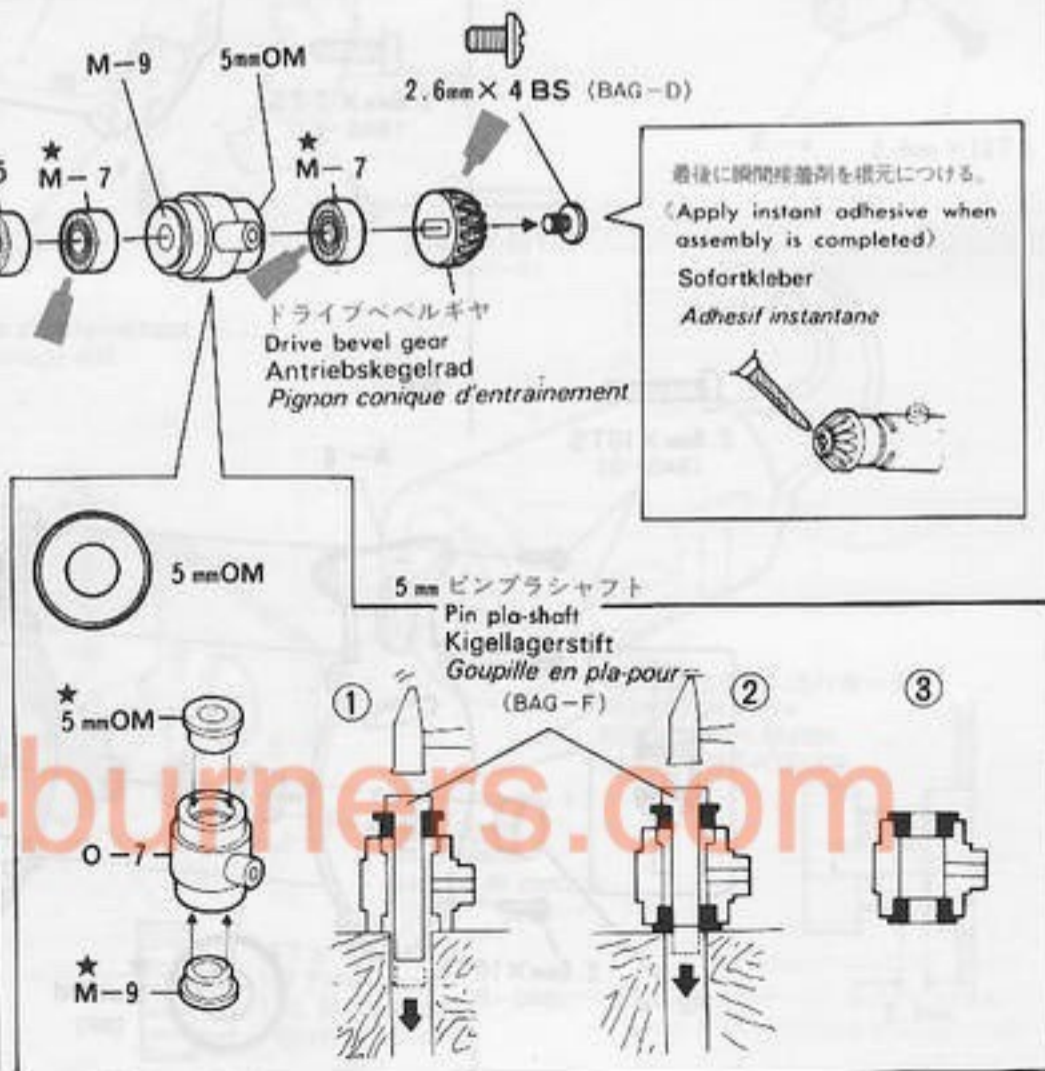 M-9
5mmOM
2.6mm×4 BS (BAG-D)
5
★
M-7
★
M-7
最後に瞬間接着剤を根元につける。
《Apply instant adhesive when
assembly is completed》
Sofortkleber
Adhesif instantane
ドライブベベルギヤ
Drive bevel gear
Antriebskegelrad
Pignon conique d'entrainement
5mmOM
5mm ピンプラシャフト
Pin pla-shaft
Kigellagerstift
Goupille en pla-pour
(BAG-F)
★
5mmOM
O-7
★
M-9
①
②
③
-burners.com